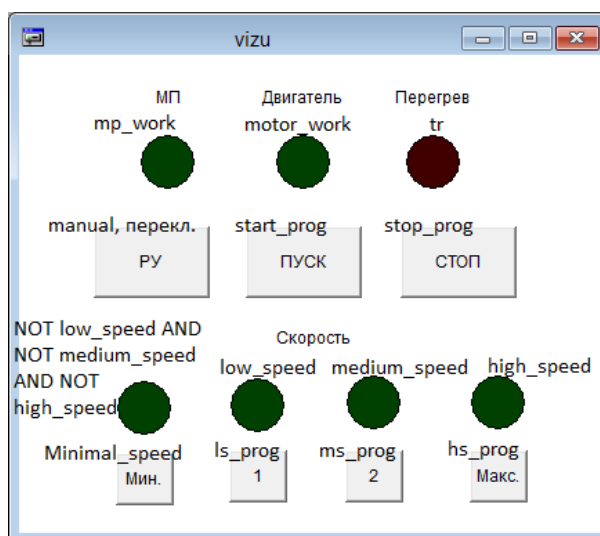 vizu
МП Двигатель Перегрев
mp_work motor_work tr
manual, перекл. start_prog stop_prog
РУ ПУСК СТОП
NOT low_speed AND
NOT medium_speed
AND NOT
high_speed
Скорость
low_speed medium_speed high_speed
Minimal_speed ls_prog ms_prog hs_prog
Мин. 1 2 Макс.